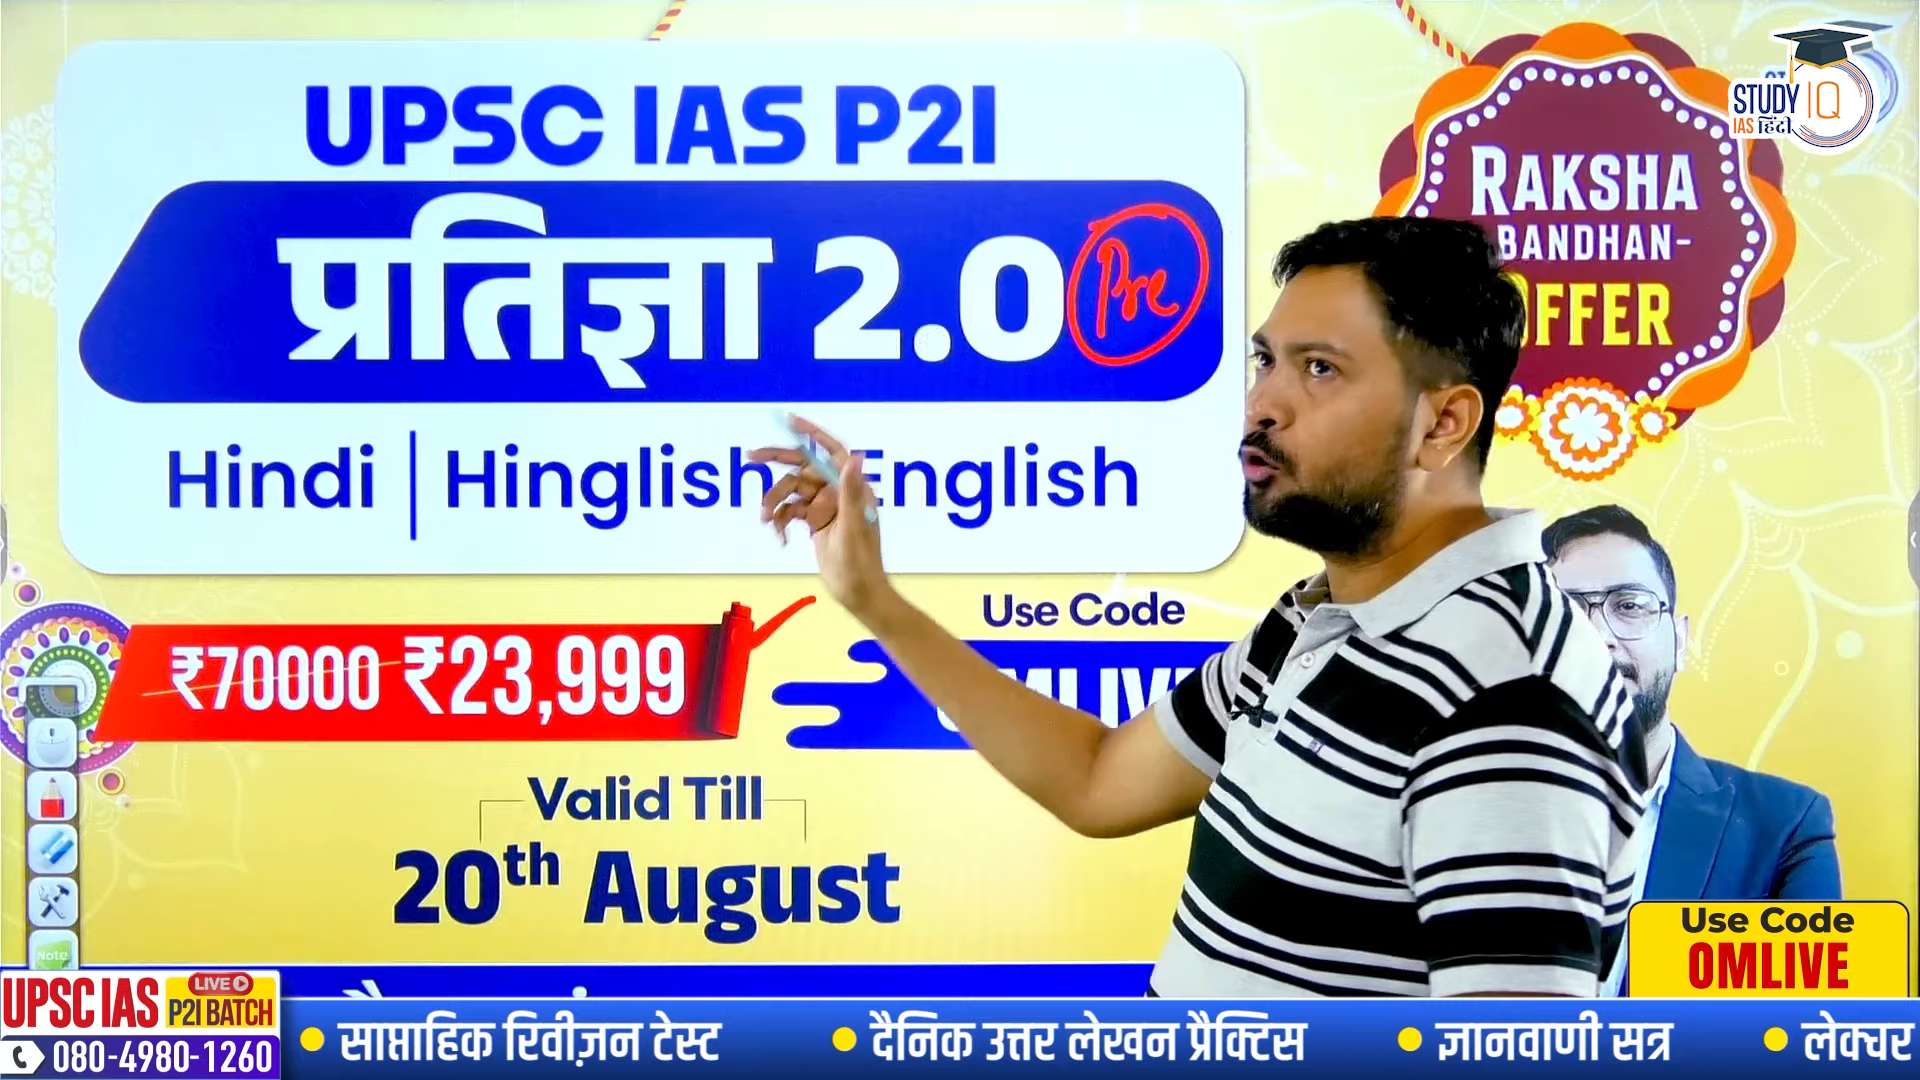 UPSC IAS P2I
प्रतिज्ञा 2.0 Pre
Hindi | Hinglish English
₹70000 ₹23,999
Use Code
Valid Till
20th August
RAKSHA
BANDHAN-
OFFER
STUDY IQ
IAS हिंदी
Note
Use Code
OMLIVE
UPSC IAS LIVE
P2I BATCH
080-4980-1260
साप्ताहिक रिवीज़न टेस्ट
दैनिक उत्तर लेखन प्रैक्टिस
ज्ञानवाणी सत्र
लेक्चर